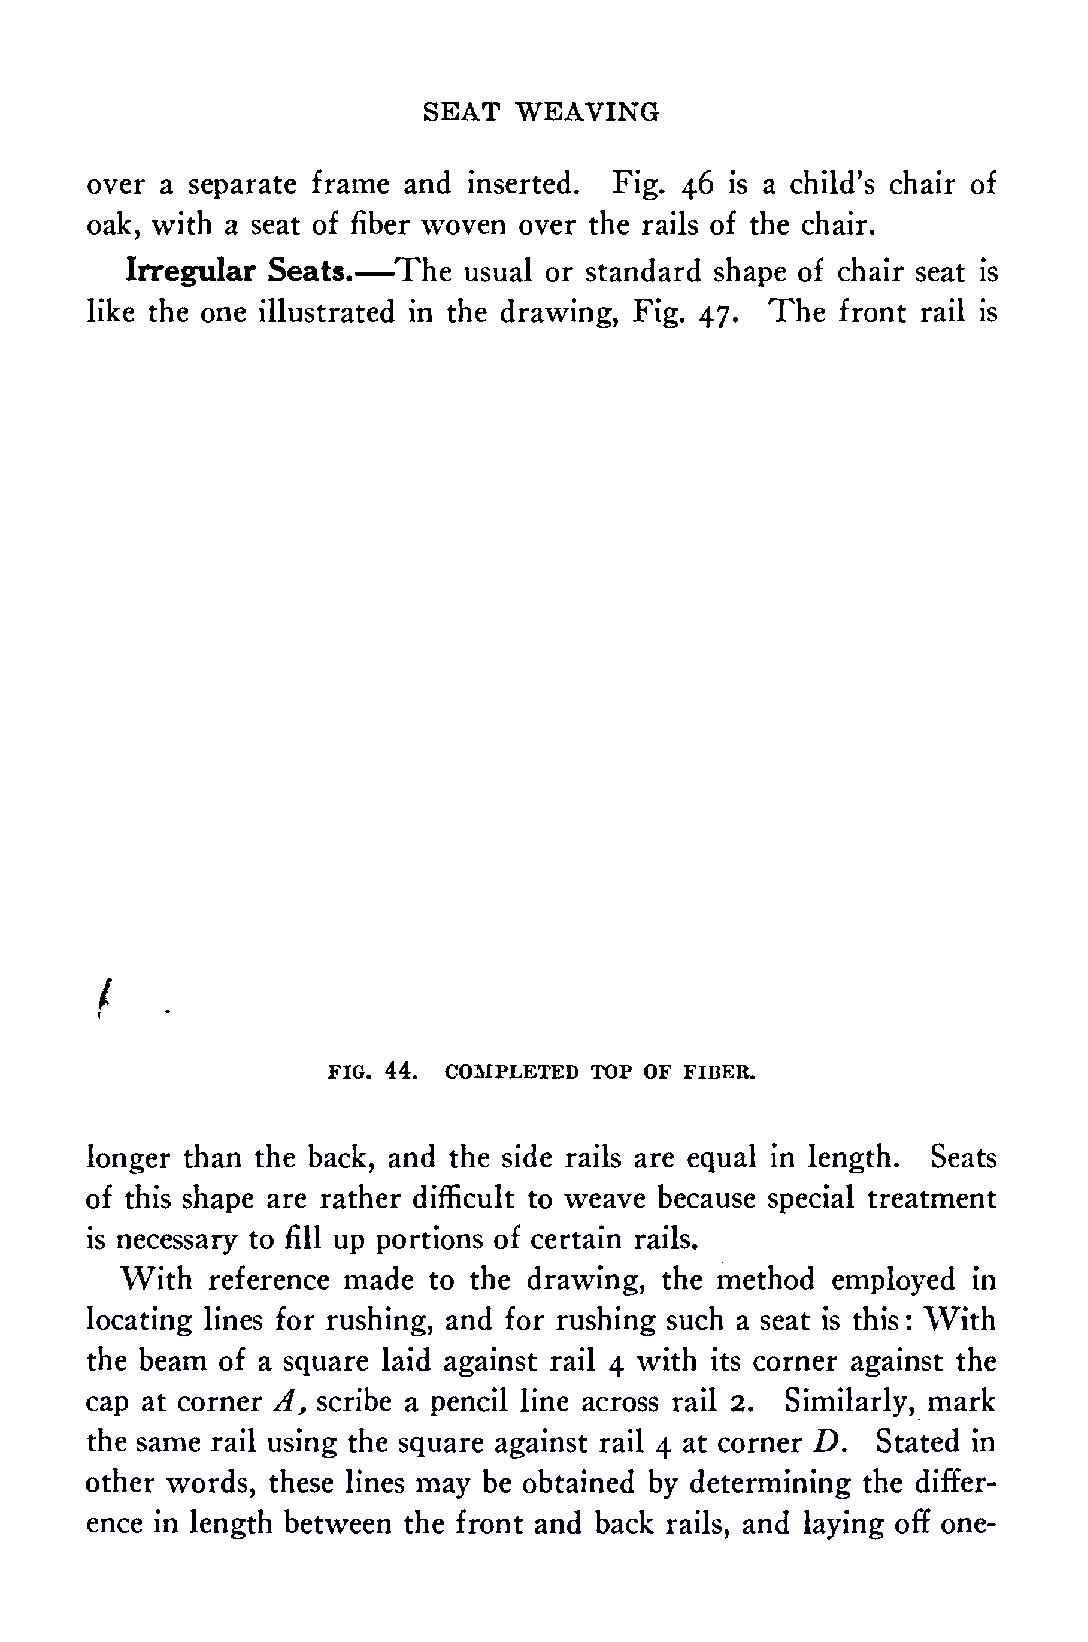 SEAT WEAVING
over a separate frame and inserted. Fig. 46 is a child's chair of
oak, with a seat of fiber woven over the rails of the chair.
Irregular Seats.—The usual or standard shape of chair seat is
like the one illustrated in the drawing, Fig. 47. The front rail is
FIG. 44. COMPLETED TOP OF FIBER.
longer than the back, and the side rails are equal in length. Seats
of this shape are rather difficult to weave because special treatment
is necessary to fill up portions of certain rails.
With reference made to the drawing, the method employed in
locating lines for rushing, and for rushing such a seat is this: With
the beam of a square laid against rail 4 with its corner against the
cap at corner A, scribe a pencil line across rail 2. Similarly, mark
the same rail using the square against rail 4 at corner D. Stated in
other words, these lines may be obtained by determining the differ-
ence in length between the front and back rails, and laying off one-